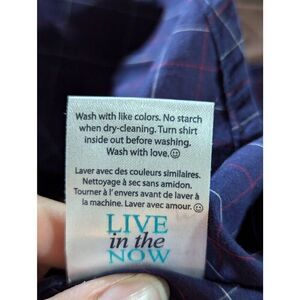 Wash with like colors. No starch
when dry-cleaning. Turn shirt
inside out before washing.
Wash with love.☺
Laver avec des couleurs similaires.
Nettoyage à sec sans amidon.
Tourner à l'envers avant de laver à
la machine. Laver avec amour.☺
LIVE
in the
NOW